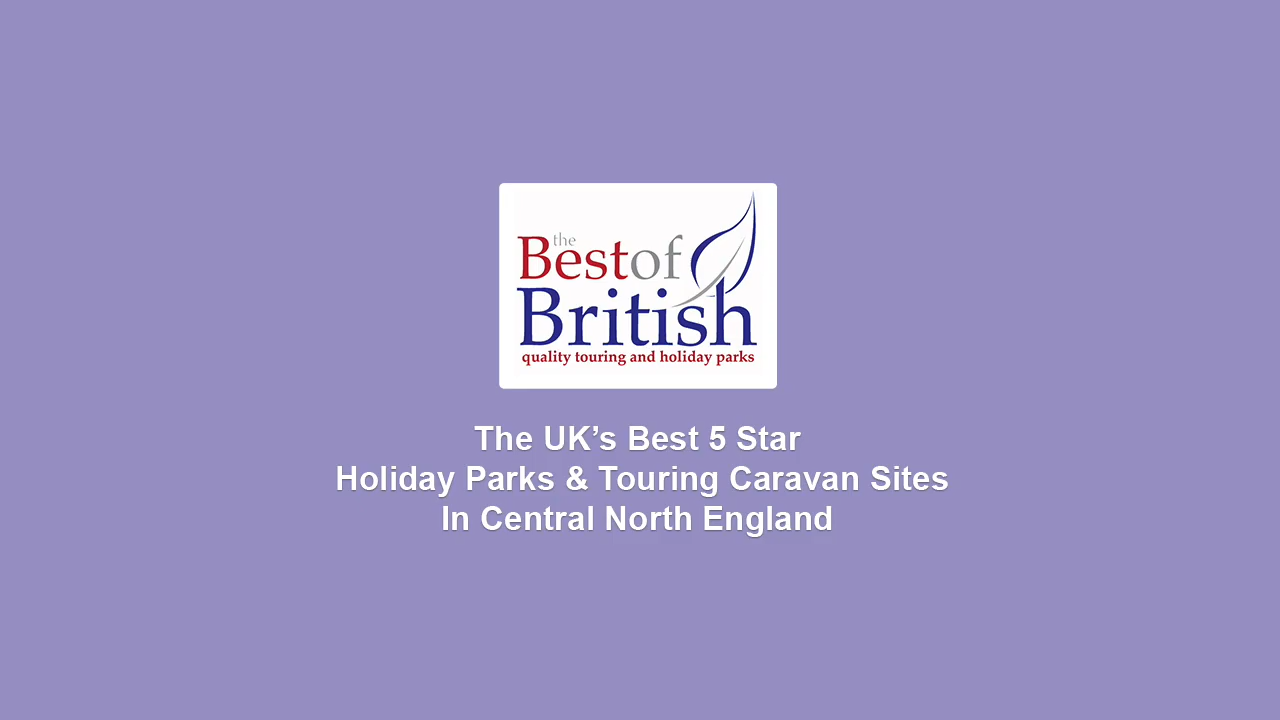 the
Best of
British
quality touring and holiday parks
The UK’s Best 5 Star
Holiday Parks & Touring Caravan Sites
In Central North England